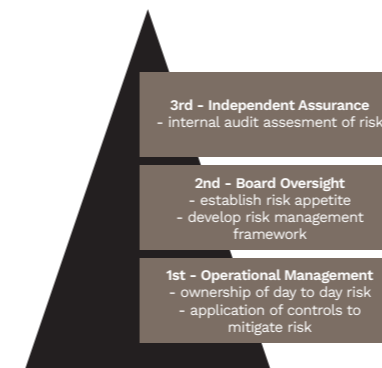 3rd - Independent Assurance
- internal audit assesment of risk
2nd - Board Oversight
- establish risk appetite
- develop risk management
framework
1st - Operational Management
- ownership of day to day risk
- application of controls to
mitigate risk